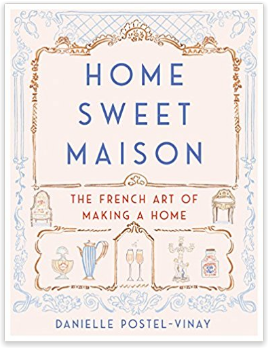 HOME
SWEET
MAISON
THE FRENCH ART OF
MAKING A HOME
DANIELLE POSTEL-VINAY